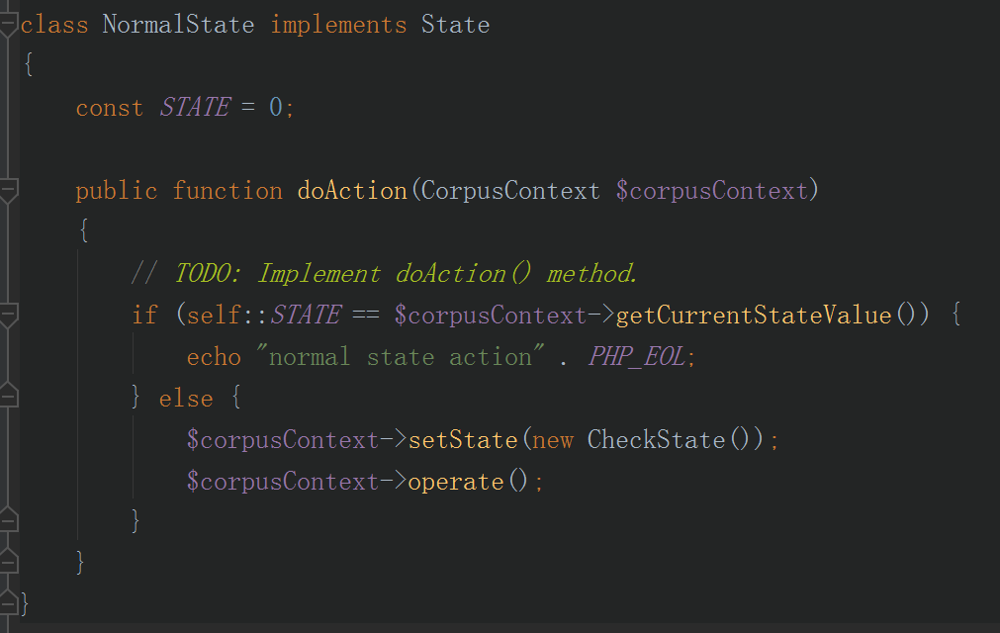 class NormalState implements State
{
    const STATE = 0;

    public function doAction(CorpusContext $corpusContext)
    {
        // TODO: Implement doAction() method.
        if (self::STATE == $corpusContext->getCurrentStateValue()) {
            echo "normal state action" . PHP_EOL;
        } else {
            $corpusContext->setState(new CheckState());
            $corpusContext->operate();
        }
    }
}